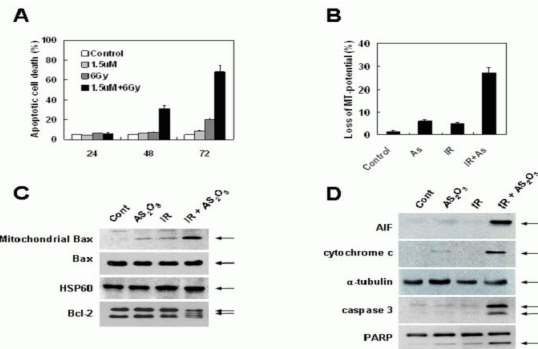 A
Apoptotic cell death (%)
100
80
60
40
20
0
Control
1.5uM
6Gy
1.5uM+6Gy
24
48
72
B
Loss of MT-potential (%)
40
30
20
10
0
Control
As
IR
IR+As
C
Cont
AS2O3
IR
IR + AS2O3
Mitochondrial Bax
Bax
HSP60
Bcl-2
D
Cont
AS2O3
IR
IR + AS2O3
AIF
cytochrome c
α-tubulin
caspase 3
PARP